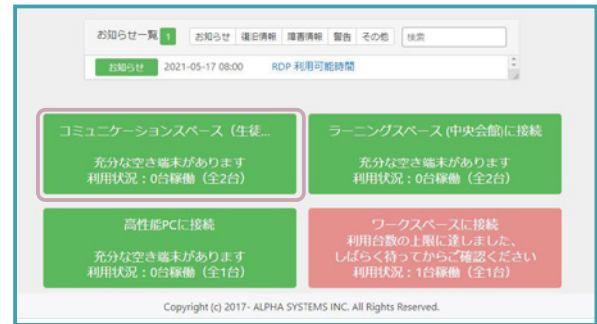 お知らせ一覧 1 お知らせ 復旧情報 障害情報 警告 その他 検索
お知らせ 2021-05-17 08:00 RDP 利用可能時間
コミュニケーションスペース（生徒...
充分な空き端末があります
利用状況：0台稼働（全2台）
ラーニングスペース (中央会館)に接続
充分な空き端末があります
利用状況：0台稼働（全2台）
高性能PCに接続
充分な空き端末があります
利用状況：0台稼働（全1台）
ワークスペースに接続
利用台数の上限に達しました、
しばらく待ってからご確認ください
利用状況：1台稼働（全1台）
Copyright (c) 2017- ALPHA SYSTEMS INC. All Rights Reserved.